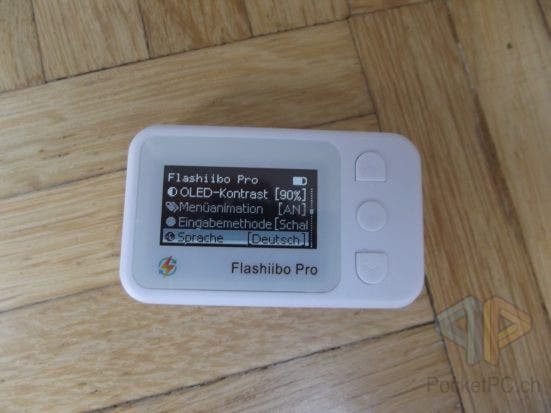 Flashiibo Pro
OLED-Kontrast [90%]
Menüanimation [AN]
Eingabemethode [Schal
Sprache [Deutsch]
Flashiibo Pro
PocketPC.ch